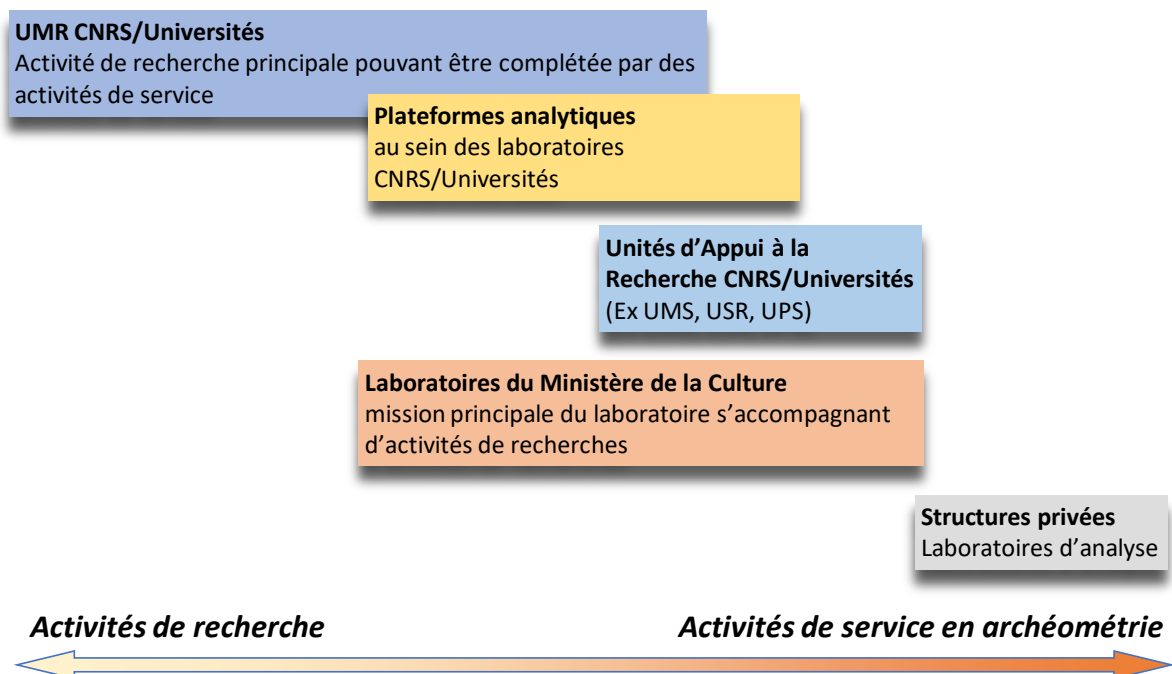 UMR CNRS/Universités
Activité de recherche principale pouvant être complétée par des
activités de service
Plateformes analytiques
au sein des laboratoires
CNRS/Universités
Unités d’Appui à la
Recherche CNRS/Universités
(Ex UMS, USR, UPS)
Laboratoires du Ministère de la Culture
mission principale du laboratoire s’accompagnant
d’activités de recherches
Structures privées
Laboratoires d’analyse
Activités de recherche
Activités de service en archéométrie